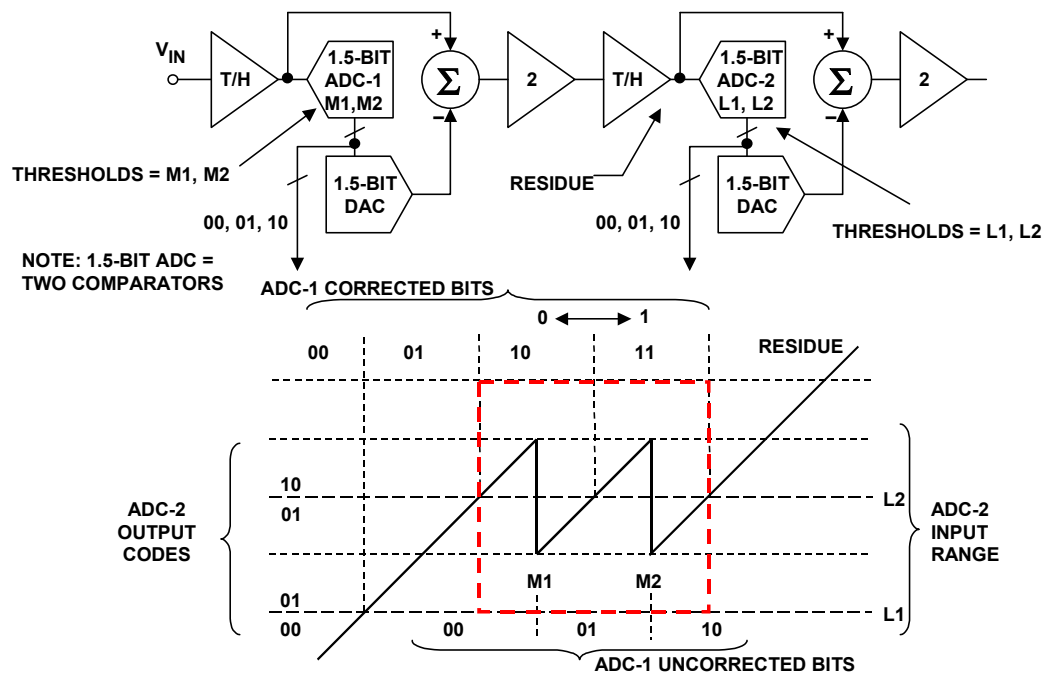 V_IN
T/H
1.5-BIT
ADC-1
M1,M2
+
Σ
–
2
T/H
1.5-BIT
ADC-2
L1, L2
+
Σ
–
2
THRESHOLDS = M1, M2
1.5-BIT
DAC
RESIDUE
1.5-BIT
DAC
00, 01, 10
00, 01, 10
THRESHOLDS = L1, L2
NOTE: 1.5-BIT ADC =
TWO COMPARATORS
ADC-1 CORRECTED BITS
0
1
00
01
10
11
RESIDUE
ADC-2
OUTPUT
CODES
10
01
01
00
L2
L1
ADC-2
INPUT
RANGE
M1
M2
00
01
10
ADC-1 UNCORRECTED BITS